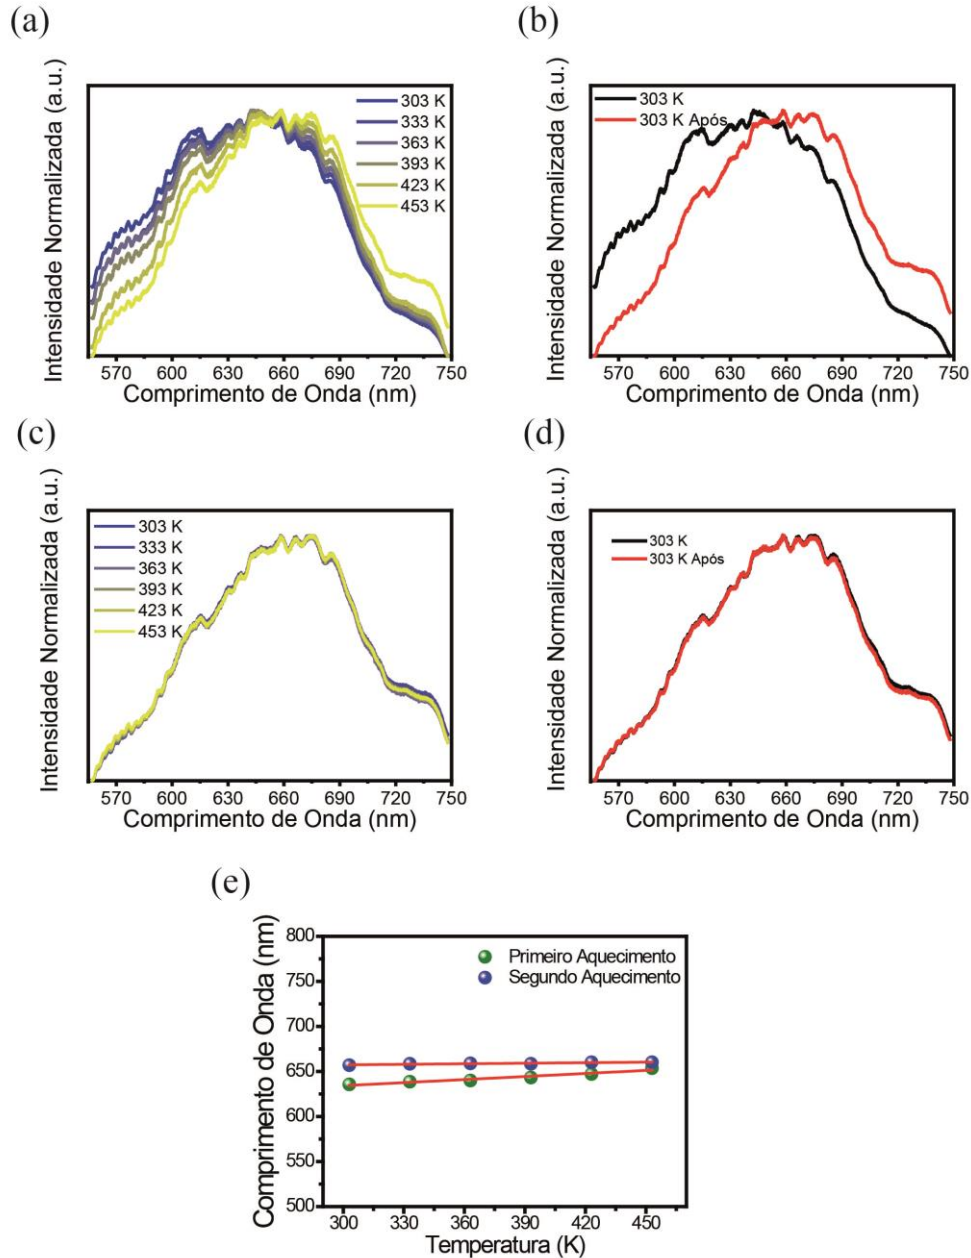 (a)
Intensidade Normalizada (a.u.)
303 K
333 K
363 K
393 K
423 K
453 K
570 600 630 660 690 720 750
Comprimento de Onda (nm)
(b)
Intensidade Normalizada (a.u.)
303 K
303 K Após
570 600 630 660 690 720 750
Comprimento de Onda (nm)
(c)
Intensidade Normalizada (a.u.)
303 K
333 K
363 K
393 K
423 K
453 K
570 600 630 660 690 720 750
Comprimento de Onda (nm)
(d)
Intensidade Normalizada (a.u.)
303 K
303 K Após
570 600 630 660 690 720 750
Comprimento de Onda (nm)
(e)
Comprimento de Onda (nm)
800
750
700
650
600
550
500
Primeiro Aquecimento
Segundo Aquecimento
300 330 360 390 420 450
Temperatura (K)